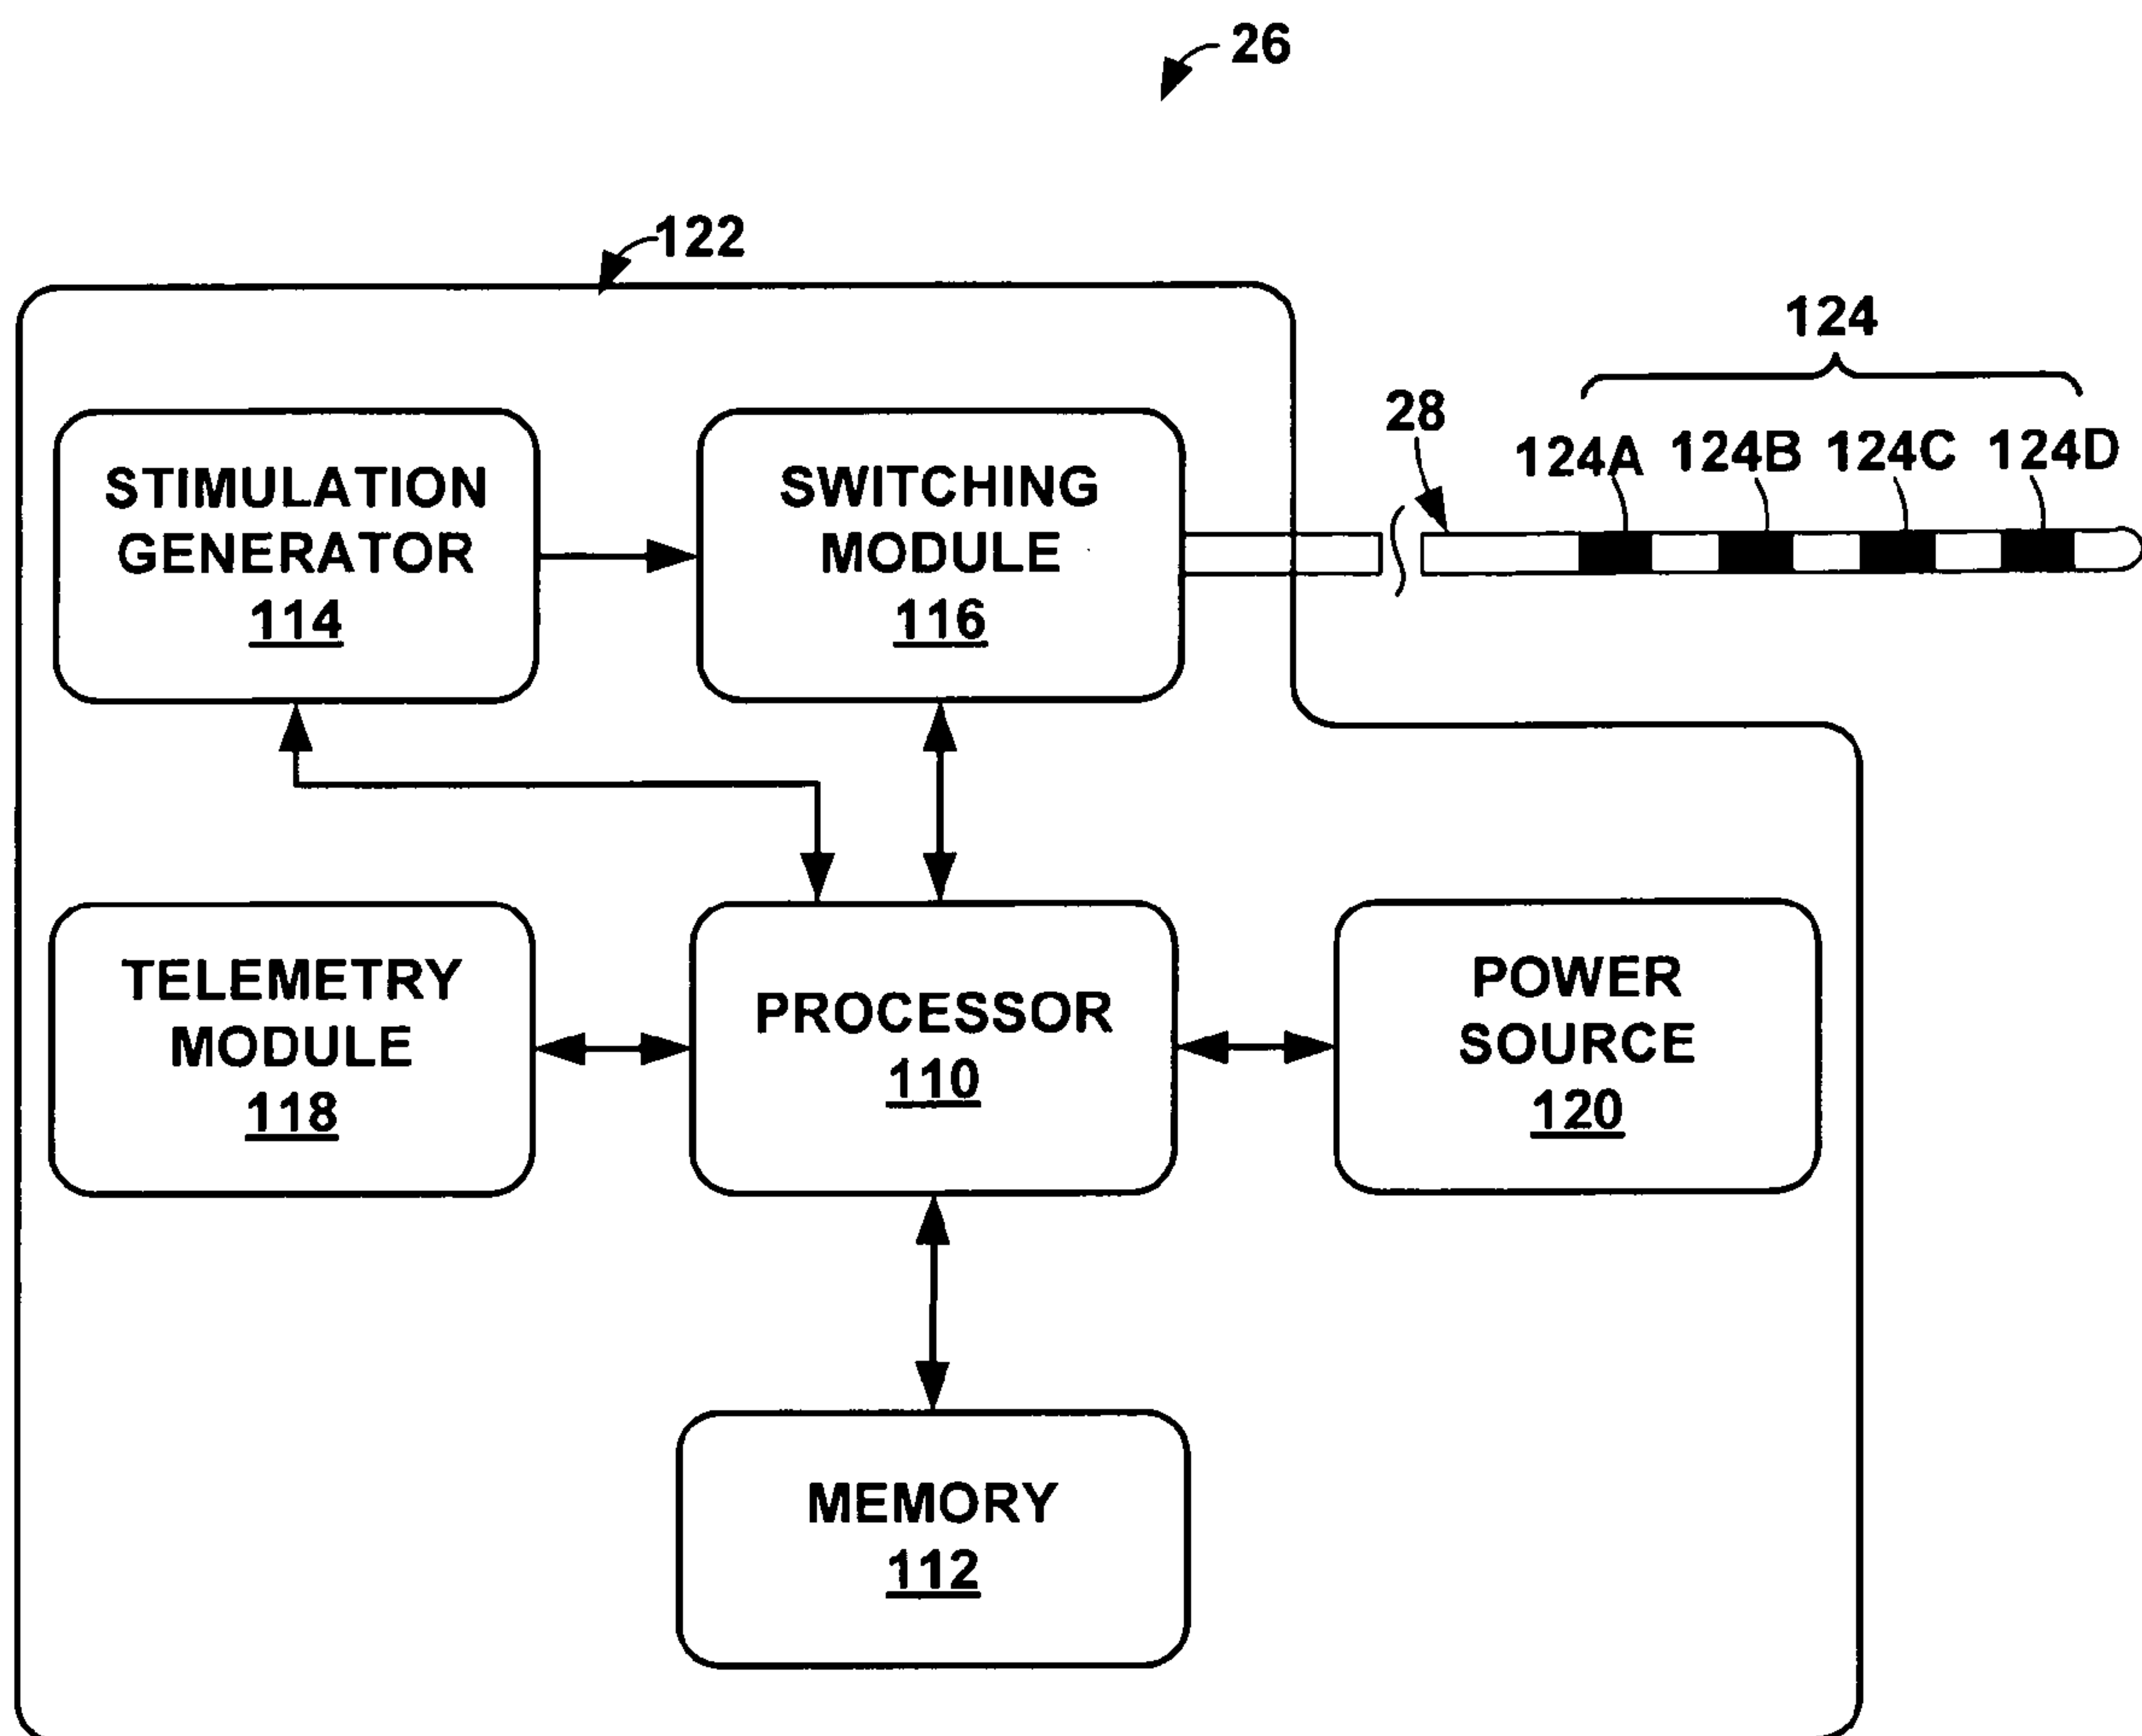 26
122
124
28
124A 124B 124C 124D
STIMULATION
GENERATOR
114
SWITCHING
MODULE
116
TELEMETRY
MODULE
118
PROCESSOR
110
POWER
SOURCE
120
MEMORY
112